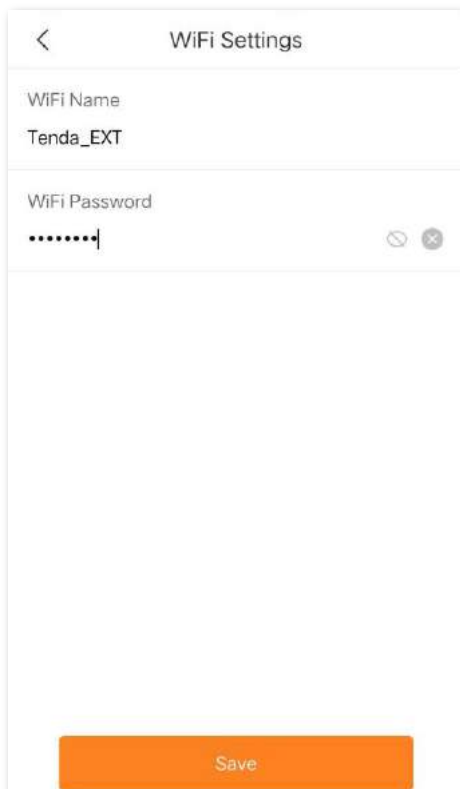 WiFi Settings
WiFi Name
Tenda_EXT
WiFi Password
••••••••
Save